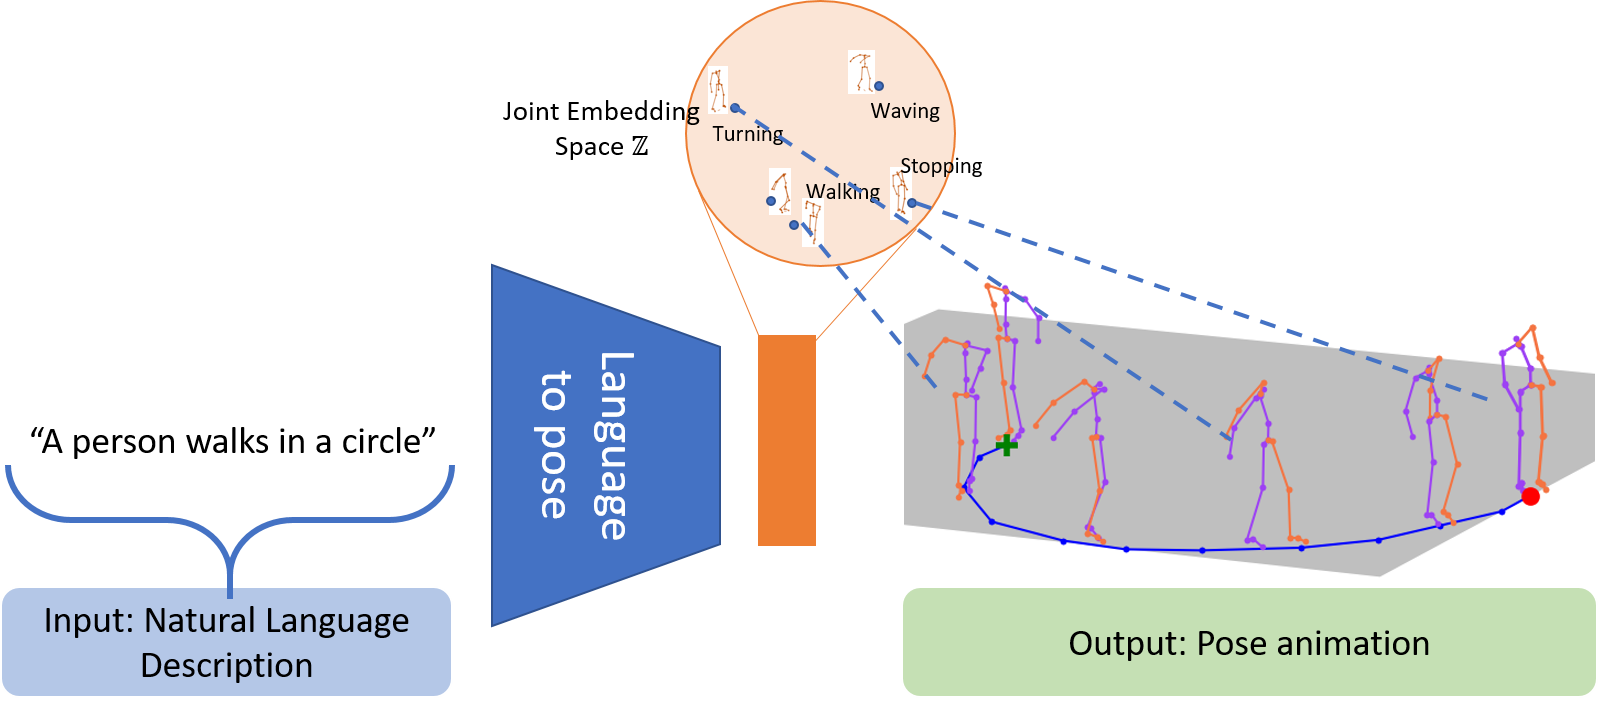 Joint Embedding
Space ℤ
Turning
Waving
Stopping
Walking
Language
to pose
“A person walks in a circle”
Input: Natural Language
Description
Output: Pose animation